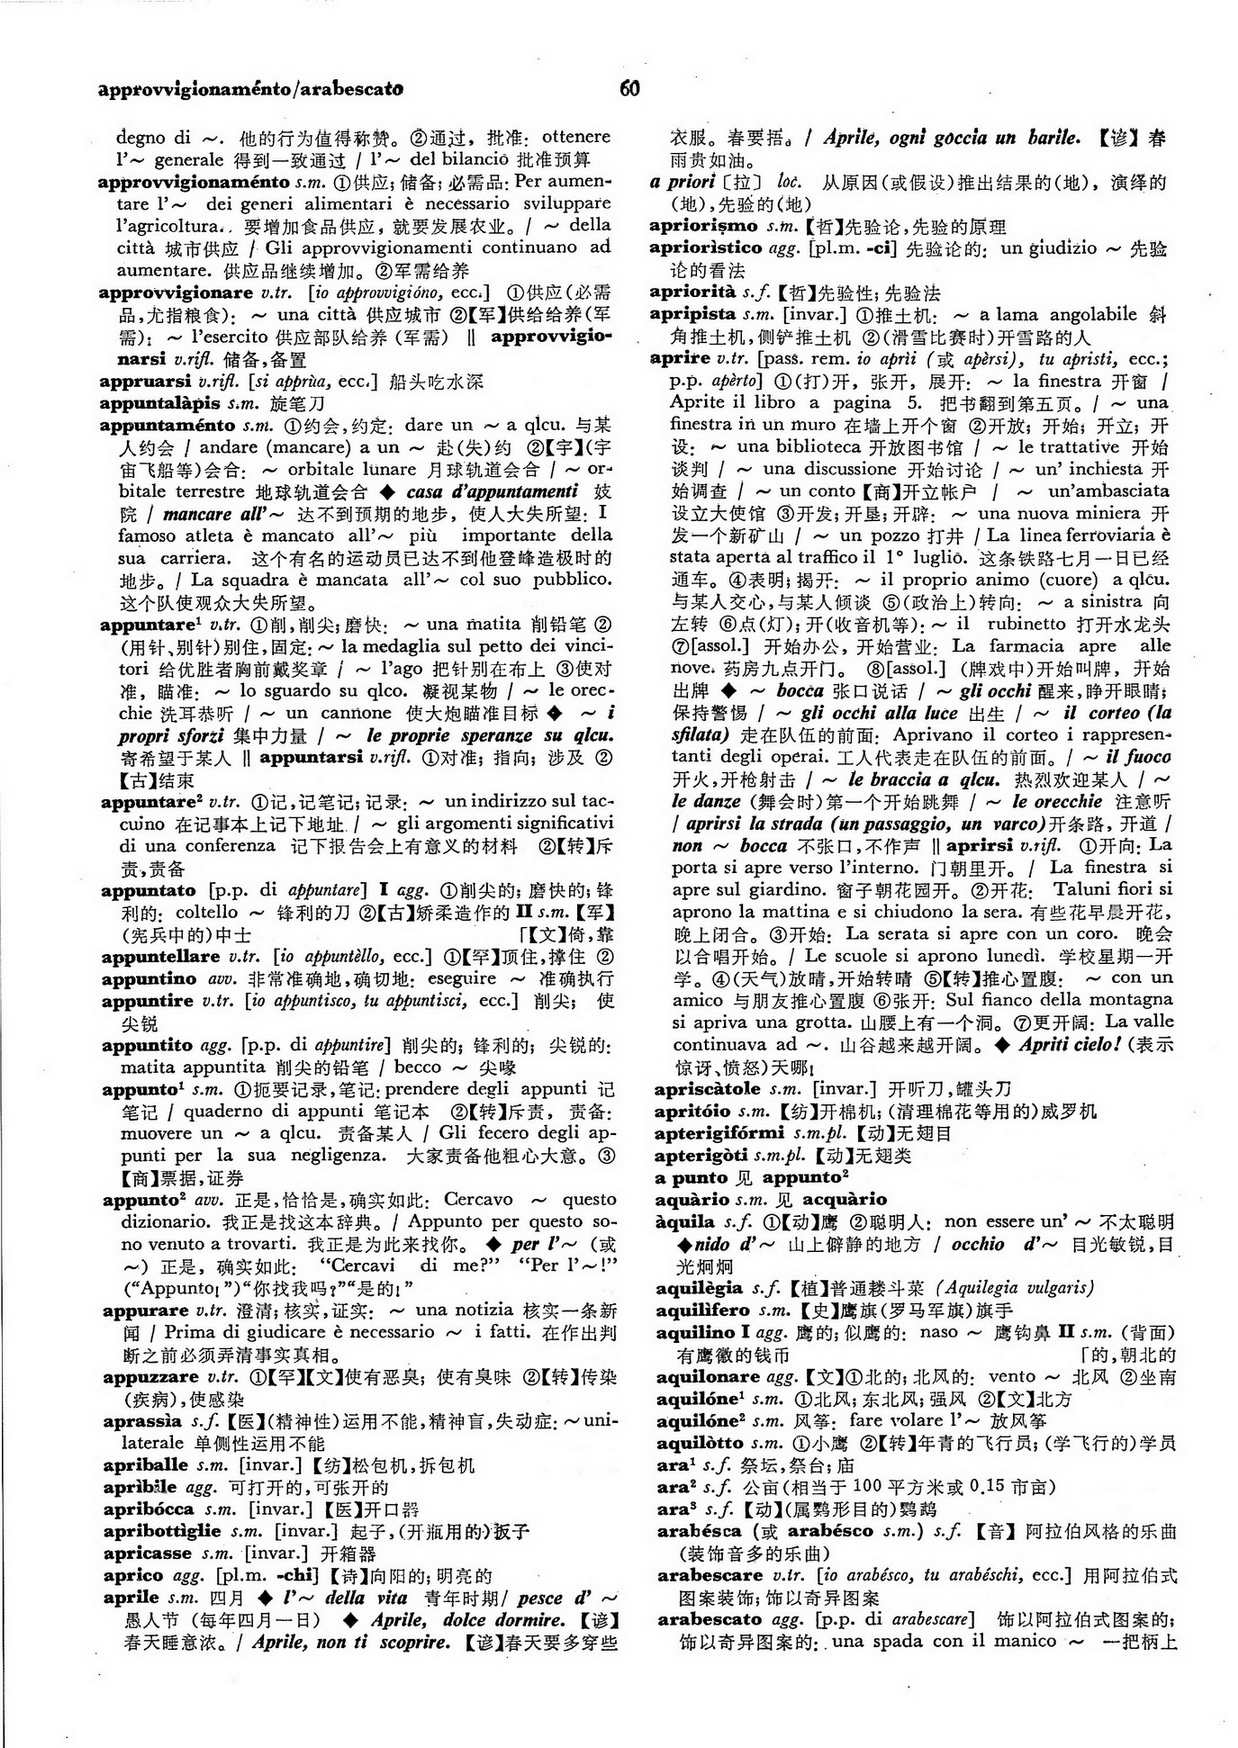 approvvigionaménto/arabescato
60
degno di ～. 他的行为值得称赞。②通过，批准: ottenere
l'～ generale 得到一致通过 / l'～ del bilancio 批准预算
approvvigionaménto s.m. ①供应; 储备; 必需品: Per aumen-
tare l'～ dei generi alimentari è necessario sviluppare
l'agricoltura. 要增加食品供应，就要发展农业。/ ～ della
città 城市供应 / Gli approvvigionamenti continuano ad
aumentare. 供应品继续增加。②军需给养
approvvigionare v.tr. [io approvvigióno, ecc.] ①供应(必需
品,尤指粮食): ～ una città 供应城市 ②【军】供给给养(军
需): ～ l'esercito 供应部队给养 (军需) ‖ approvvigio-
narsi v.rifl. 储备,备置
appruarsi v.rifl. [si apprùa, ecc.] 船头吃水深
appuntalàpis s.m. 旋笔刀
appuntaménto s.m. ①约会,约定: dare un ～ a qlcu. 与某
人约会 / andare (mancare) a un ～ 赴(失)约 ②【宇】(宇
宙飞船等)会合: ～ orbitale lunare 月球轨道会合 / ～ or-
bitale terrestre 地球轨道会合 ◆ casa d'appuntamenti 妓
院 / mancare all'～ 达不到预期的地步，使人大失所望: I
famoso atleta è mancato all'～ più importante della
sua carriera. 这个有名的运动员已达不到他登峰造极时的
地步。/ La squadra è mancata all'～ col suo pubblico.
这个队使观众大失所望。
appuntare¹ v.tr. ①削,削尖;磨快: ～ una matita 削铅笔 ②
(用针、别针)别住,固定: ～ la medaglia sul petto dei vinci-
tori 给优胜者胸前戴奖章 / ～ l'ago 把针别在布上 ③使对
准，瞄准: ～ lo sguardo su qlco. 凝视某物 / ～ le orec-
chie 洗耳恭听 / ～ un cannone 使大炮瞄准目标 ◆ ～ i
propri sforzi 集中力量 / ～ le proprie speranze su qlcu.
寄希望于某人 ‖ appuntarsi v.rifl. ①对准; 指向; 涉及 ②
【古】结束
appuntare² v.tr. ①记,记笔记; 记录: ～ un indirizzo sul tac-
cuino 在记事本上记下地址 / ～ gli argomenti significativi
di una conferenza 记下报告会上有意义的材料 ②【转】斥
责,责备
appuntato [p.p. di appuntare] I agg. ①削尖的; 磨快的; 锋
利的: coltello ～ 锋利的刀 ②【古】矫柔造作的 II s.m. 【军】
(宪兵中的)中士 「【文】倚,靠
appuntellare v.tr. [io appuntèllo, ecc.] ①【罕】顶住,撑住 ②
appuntino avv. 非常准确地,确切地: eseguire ～ 准确执行
appuntire v.tr. [io appuntisco, tu appuntisci, ecc.] 削尖; 使
尖锐
appuntito agg. [p.p. di appuntire] 削尖的; 锋利的; 尖锐的:
matita appuntita 削尖的铅笔 / becco ～ 尖喙
appunto¹ s.m. ①扼要记录,笔记: prendere degli appunti 记
笔记 / quaderno di appunti 笔记本 ②【转】斥责，责备:
muovere un ～ a qlcu. 责备某人 / Gli fecero degli ap-
punti per la sua negligenza. 大家责备他粗心大意。③
【商】票据,证券
appunto² avv. 正是,恰恰是,确实如此: Cercavo ～ questo
dizionario. 我正是找这本辞典。/ Appunto per questo so-
no venuto a trovarti. 我正是为此来找你。 ◆ per l'～ (或
～) 正是，确实如此: “Cercavi di me?” “Per l'～!”
(“Appunto!”)“你找我吗?”“是的!”
appurare v.tr. 澄清; 核实,证实: ～ una notizia 核实一条新
闻 / Prima di giudicare è necessario ～ i fatti. 在作出判
断之前必须弄清事实真相。
appuzzare v.tr. ①【罕】【文】使有恶臭; 使有臭味 ②【转】传染
(疾病),使感染
aprassìa s.f. 【医】(精神性)运用不能,精神盲,失动症: ～ uni-
laterale 单侧性运用不能
apriballe s.m. [invar.] 【纺】松包机,拆包机
aprìbile agg. 可打开的,可张开的
apribócca s.m. [invar.] 【医】开口器
apribottìglie s.m. [invar.] 起子,(开瓶用的)扳子
apricasse s.m. [invar.] 开箱器
aprico agg. [pl.m. -chi] 【诗】向阳的; 明亮的
aprile s.m. 四月 ◆ l'～ della vita 青年时期/ pesce d' ～
愚人节 (每年四月一日) ◆ Aprile, dolce dormire. 【谚】
春天睡意浓。/ Aprile, non ti scoprire. 【谚】春天要多穿些
衣服。春要捂。/ Aprile, ogni goccia un barile. 【谚】春
雨贵如油。
a priori〔拉〕loc. 从原因(或假设)推出结果的(地)，演绎的
(地),先验的(地)
apriorismo s.m. 【哲】先验论,先验的原理
apriorìstico agg. [pl.m. -ci] 先验论的: un giudizio ～ 先验
论的看法
apriorità s.f. 【哲】先验性; 先验法
apripista s.m. [invar.] ①推土机: ～ a lama angolabile 斜
角推土机,侧铲推土机 ②(滑雪比赛时)开雪路的人
aprire v.tr. [pass. rem. io aprìi (或 apèrsi), tu apristi, ecc.;
p.p. apèrto] ①(打)开，张开，展开: ～ la finestra 开窗 /
Aprite il libro a pagina 5. 把书翻到第五页。/ ～ una
finestra in un muro 在墙上开个窗 ②开放; 开始; 开立; 开
设: ～ una biblioteca 开放图书馆 / ～ le trattative 开始
谈判 / ～ una discussione 开始讨论 / ～ un' inchiesta 开
始调查 / ～ un conto【商】开立帐户 / ～ un'ambasciata
设立大使馆 ③开发; 开垦; 开辟: ～ una nuova miniera 开
发一个新矿山 / ～ un pozzo 打井 / La linea ferroviaria è
stata aperta al traffico il 1° luglio. 这条铁路七月一日已经
通车。④表明; 揭开: ～ il proprio animo (cuore) a qlcu.
与某人交心,与某人倾谈 ⑤(政治上)转向: ～ a sinistra 向
左转 ⑥点(灯); 开(收音机等): ～ il rubinetto 打开水龙头
⑦[assol.] 开始办公，开始营业: La farmacia apre alle
nove. 药房九点开门。 ⑧[assol.] (牌戏中)开始叫牌，开始
出牌 ◆ ～ bocca 张口说话 / ～ gli occhi 醒来,睁开眼睛;
保持警惕 / ～ gli occhi alla luce 出生 / ～ il corteo (la
sfilata) 走在队伍的前面: Aprivano il corteo i rappresen-
tanti degli operai. 工人代表走在队伍的前面。/ ～ il fuoco
开火,开枪射击 / ～ le braccia a qlcu. 热烈欢迎某人 / ～
le danze (舞会时)第一个开始跳舞 / ～ le orecchie 注意听
/ aprirsi la strada (un passaggio, un varco)开条路, 开道 /
non ～ bocca 不张口,不作声 ‖ aprirsi v.rifl. ①开向: La
porta si apre verso l'interno. 门朝里开。 / La finestra si
apre sul giardino. 窗子朝花园开。②开花: Taluni fiori si
aprono la mattina e si chiudono la sera. 有些花早晨开花,
晚上闭合。③开始: La serata si apre con un coro. 晚会
以合唱开始。/ Le scuole si aprono lunedì. 学校星期一开
学。④(天气)放晴,开始转晴 ⑤【转】推心置腹: ～ con un
amico 与朋友推心置腹 ⑥张开: Sul fianco della montagna
si apriva una grotta. 山腰上有一个洞。⑦更开阔: La valle
continuava ad ～. 山谷越来越开阔。◆ Apriti cielo! (表示
惊讶、愤怒)天哪!
apriscàtole s.m. [invar.] 开听刀,罐头刀
apritóio s.m. 【纺】开棉机; (清理棉花等用的)威罗机
apterigifórmi s.m.pl. 【动】无翅目
apterigòti s.m.pl. 【动】无翅类
a punto 见 appunto²
aquàrio s.m. 见 acquàrio
àquila s.f. ①【动】鹰 ②聪明人: non essere un' ～ 不太聪明
◆nido d'～ 山上僻静的地方 / occhio d'～ 目光敏锐,目
光炯炯
aquilègia s.f. 【植】普通耧斗菜 (Aquilegia vulgaris)
aquilìfero s.m. 【史】鹰旗(罗马军旗)旗手
aquilino I agg. 鹰的; 似鹰的: naso ～ 鹰钩鼻 II s.m. (背面)
有鹰徽的钱币 「的,朝北的
aquilonare agg. 【文】①北的; 北风的: vento ～ 北风 ②坐南
aquilóne¹ s.m. ①北风; 东北风; 强风 ②【文】北方
aquilóne² s.m. 风筝: fare volare l'～ 放风筝
aquilòtto s.m. ①小鹰 ②【转】年青的飞行员; (学飞行的)学员
ara¹ s.f. 祭坛,祭台; 庙
ara² s.f. 公亩(相当于 100 平方米或 0.15 市亩)
ara³ s.f. 【动】(属鹦形目的)鹦鹉
arabésca (或 arabésco s.m.) s.f. 【音】阿拉伯风格的乐曲
(装饰音多的乐曲)
arabescare v.tr. [io arabésco, tu arabéschi, ecc.] 用阿拉伯式
图案装饰; 饰以奇异图案
arabescato agg. [p.p. di arabescare] 饰以阿拉伯式图案的;
饰以奇异图案的: una spada con il manico ～ 一把柄上